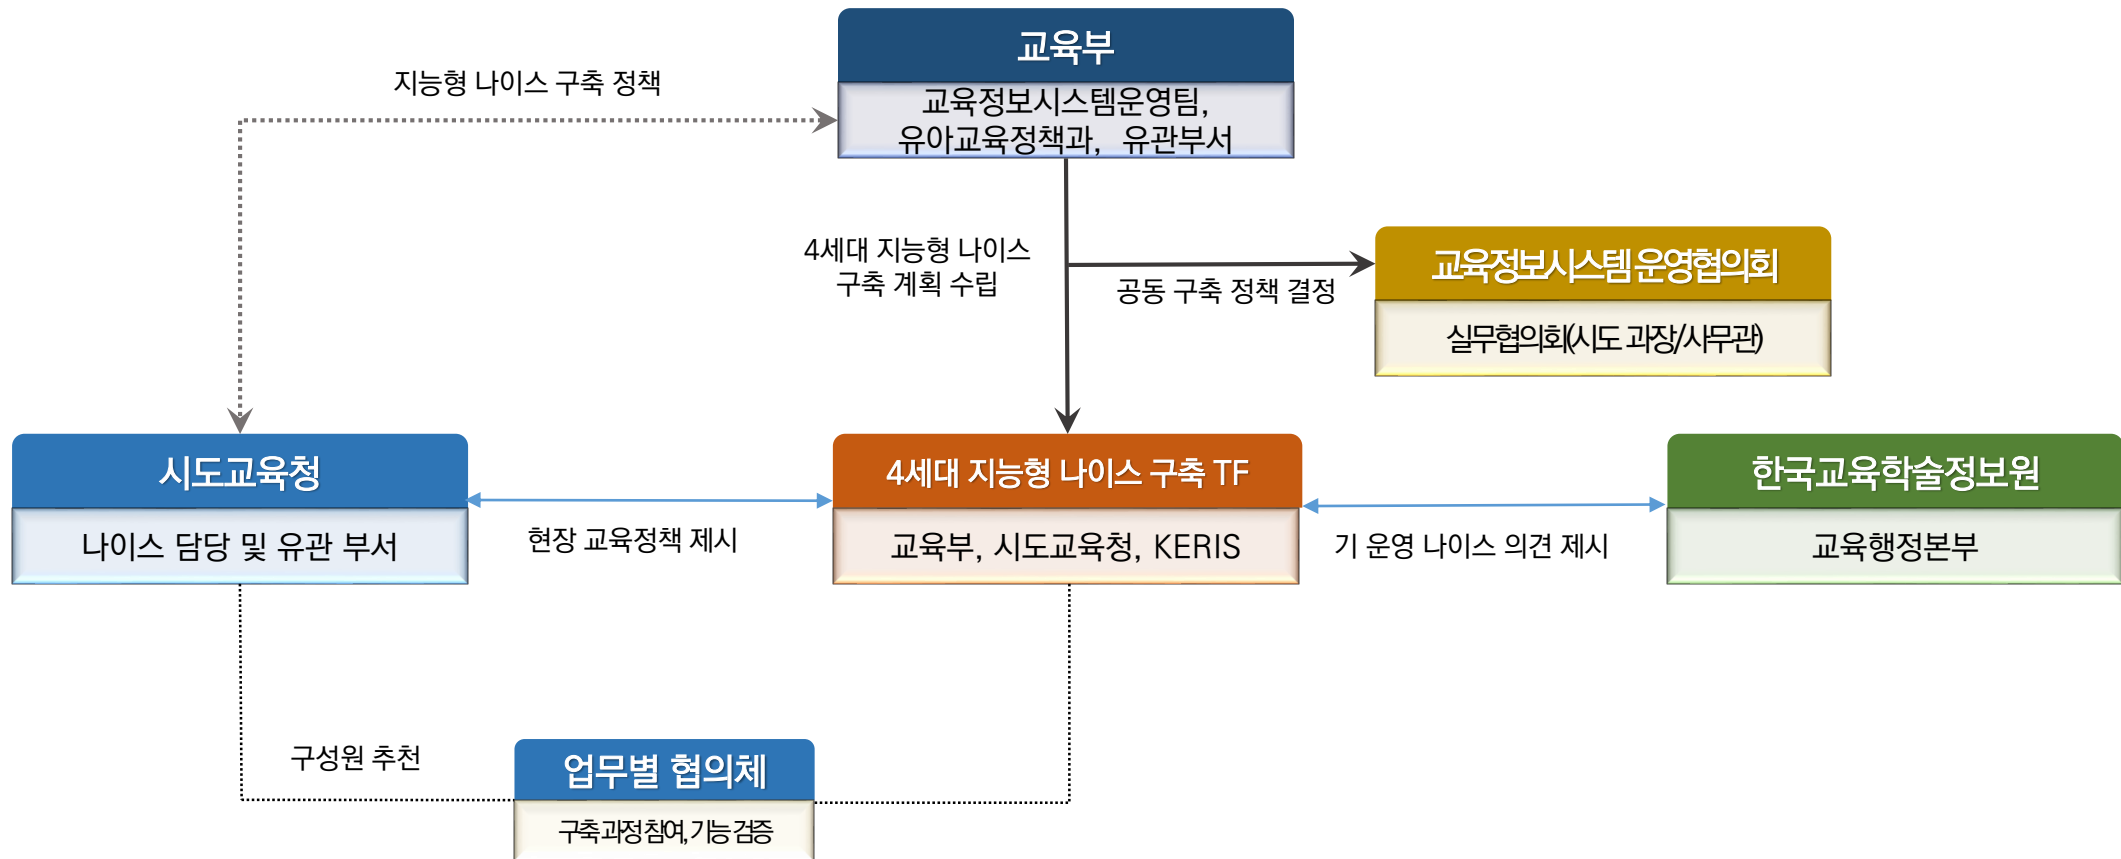 교육부
지능형 나이스 구축 정책
교육정보시스템운영팀,
유아교육정책과, 유관부서
4세대 지능형 나이스
구축 계획 수립
교육정보시스템 운영협의회
공동 구축 정책 결정
실무협의회(시도 과장/사무관)
시도교육청
4세대 지능형 나이스 구축 TF
한국교육학술정보원
나이스 담당 및 유관 부서
현장 교육정책 제시
교육부, 시도교육청, KERIS
기 운영 나이스 의견 제시
교육행정본부
구성원 추천
업무별 협의체
구축과정 참여, 기능 검증